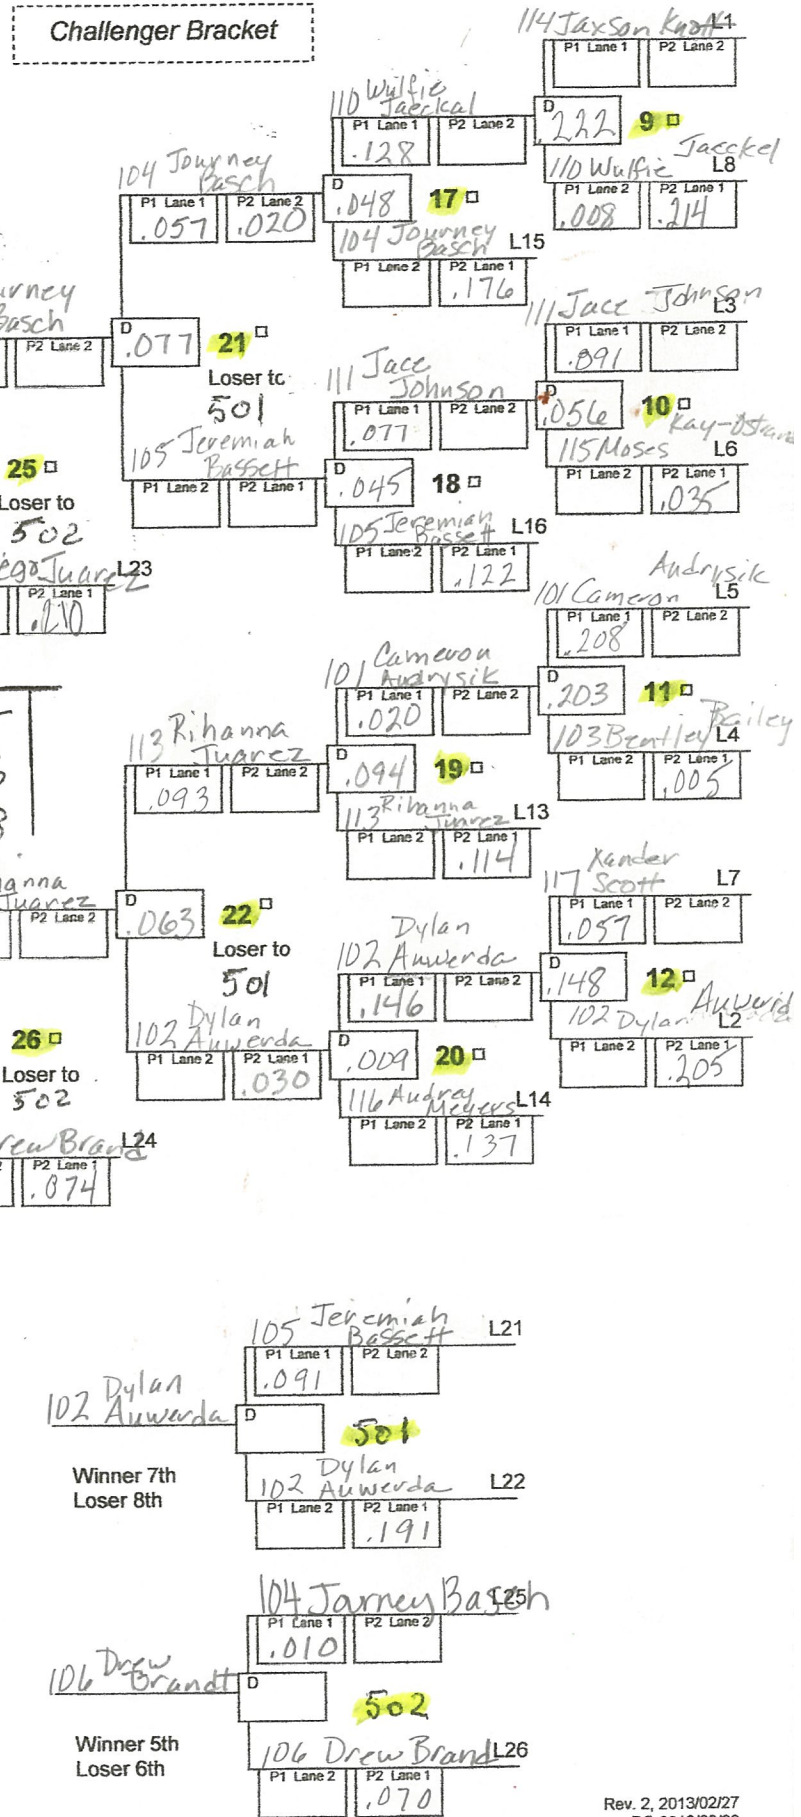 Challenger Bracket
114 Jaxson Knott L1
P1 Lane 1 P2 Lane 2
110 Wulfie Jaeckal
P1 Lane 1 P2 Lane 2
.128
D .222 9
110 Wulfie Jaeckel L8
P1 Lane 2 P2 Lane 1
.008 .214
104 Journey Basch
P1 Lane 1 P2 Lane 2
.057 .020
D .048 17
104 Journey Basch L15
P1 Lane 2 P2 Lane 1
.176
111 Jace Johnson L3
P1 Lane 1 P2 Lane 2
.091
Basch
P2 Lane 2
D .077 21
Loser to
501
111 Jace Johnson
P1 Lane 1 P2 Lane 2
.077
D .056 10
115 Moses L6
P1 Lane 2 P2 Lane 1
.035
105 Jeremiah Bassett
P1 Lane 2 P2 Lane 1
D .045 18
105 Jeremiah Bassett L16
P1 Lane 2 P2 Lane 1
.122
25
Loser to
502
Juarez L23
P2 Lane 1
.210
101 Cameron Audrysik L5
P1 Lane 1 P2 Lane 2
.208
101 Cameron Audrysik
P1 Lane 1 P2 Lane 2
.020
D .203 11
103 Bentley Bailey L4
P1 Lane 2 P2 Lane 1
.005
113 Rihanna Juarez
P1 Lane 1 P2 Lane 2
.093
D .094 19
113 Rihanna Juarez L13
P1 Lane 2 P2 Lane 1
.114
117 Xander Scott L7
P1 Lane 1 P2 Lane 2
.057
Juarez
P2 Lane 2
D .063 22
Loser to
501
102 Dylan Auwerda
P1 Lane 1 P2 Lane 2
.146
D .148 12
102 Dylan L2
P1 Lane 2 P2 Lane 1
.205
102 Dylan Auwerda
P1 Lane 2 P2 Lane 1
.030
D .009 20
116 Audrey Meyers L14
P1 Lane 2 P2 Lane 1
.137
26
Loser to
502
Brand L24
P2 Lane 1
.074
105 Jeremiah Bassett L21
P1 Lane 1 P2 Lane 2
.091
102 Dylan Auwerda
D 501
Winner 7th
Loser 8th
102 Dylan Auwerda L22
P1 Lane 2 P2 Lane 1
.191
104 Journey Basch L25
P1 Lane 1 P2 Lane 2
.010
106 Drew Brandt
D 502
Winner 5th
Loser 6th
106 Drew Brand L26
P1 Lane 2 P2 Lane 1
.070
Rev. 2, 2013/02/27